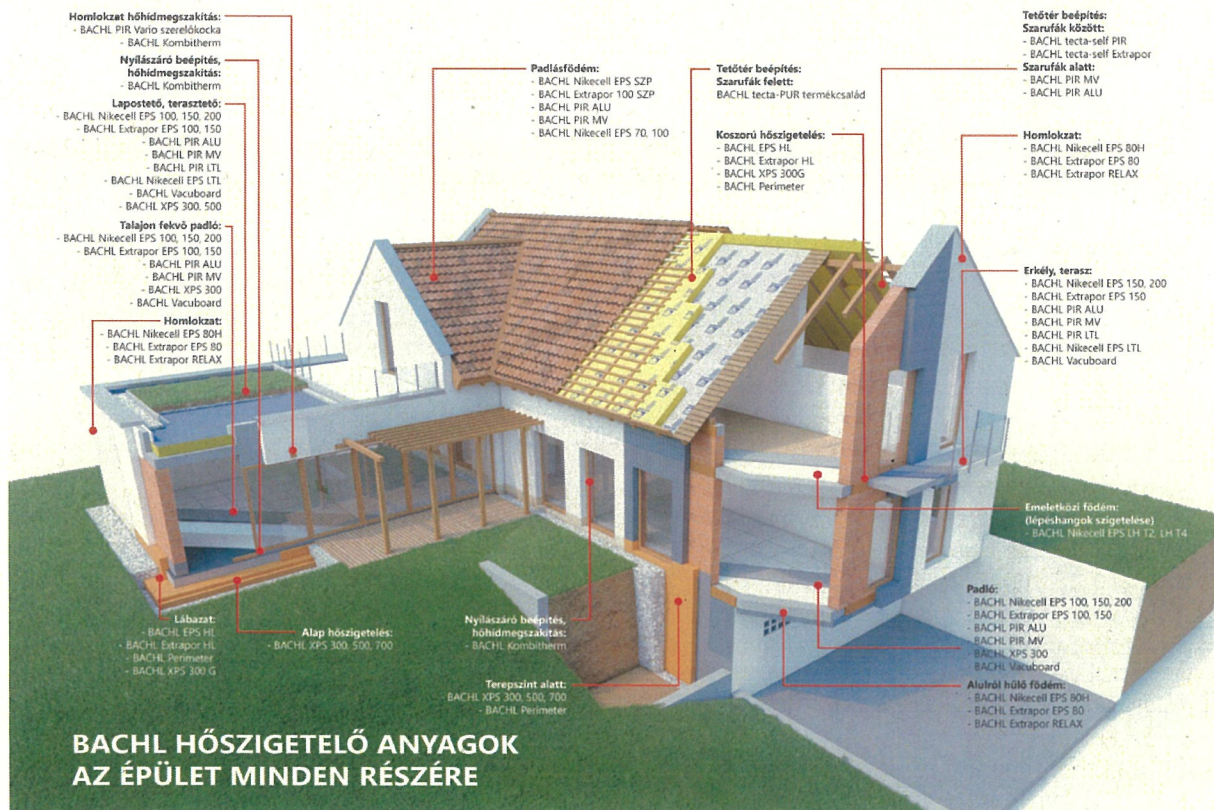 Homlokzat hőhídmegszakítás:
- BACHL PIR Vario szerelőkocka
- BACHL Kombitherm
Nyílászáró beépítés,
hőhídmegszakítás:
- BACHL Kombitherm
Lapostető, terasztető:
- BACHL Nikecell EPS 100, 150, 200
- BACHL Extrapor EPS 100, 150
- BACHL PIR ALU
- BACHL PIR MV
- BACHL PIR LTL
- BACHL Nikecell EPS LTL
- BACHL Vacuboard
- BACHL XPS 300, 500
Talajon fekvő padló:
- BACHL Nikecell EPS 100, 150, 200
- BACHL Extrapor EPS 100, 150
- BACHL PIR ALU
- BACHL PIR MV
- BACHL XPS 300
- BACHL Vacuboard
Homlokzat:
- BACHL Nikecell EPS 80H
- BACHL Extrapor EPS 80
- BACHL Extrapor RELAX
Padlásfödém:
- BACHL Nikecell EPS SZP
- BACHL Extrapor 100 SZP
- BACHL PIR ALU
- BACHL PIR MV
- BACHL Nikecell EPS 70, 100
Tetőtér beépítés:
Szarufák felett:
BACHL tecta-PUR termékcsalád
Koszorú hőszigetelés:
- BACHL EPS HL
- BACHL Extrapor HL
- BACHL XPS 300G
- BACHL Perimeter
Tetőtér beépítés:
Szarufák között:
- BACHL tecta-self PIR
- BACHL tecta-self Extrapor
Szarufák alatt:
- BACHL PIR MV
- BACHL PIR ALU
Homlokzat:
- BACHL Nikecell EPS 80H
- BACHL Extrapor EPS 80
- BACHL Extrapor RELAX
Erkély, terasz:
- BACHL Nikecell EPS 150, 200
- BACHL Extrapor EPS 150
- BACHL PIR ALU
- BACHL PIR MV
- BACHL PIR LTL
- BACHL Nikecell EPS LTL
- BACHL Vacuboard
Emeletközi födém:
(lépéshangok szigetelése)
- BACHL Nikecell EPS LH T2, LH T4
Padló:
- BACHL Nikecell EPS 100, 150, 200
- BACHL Extrapor EPS 100, 150
- BACHL PIR ALU
- BACHL PIR MV
- BACHL XPS 300
- BACHL Vacuboard
Alulról hűlő födém:
- BACHL Nikecell EPS 80H
- BACHL Extrapor EPS 80
- BACHL Extrapor RELAX
Lábazat:
- BACHL EPS HL
- BACHL Extrapor HL
- BACHL Perimeter
- BACHL XPS 300 G
Alap hőszigetelés:
- BACHL XPS 300, 500, 700
Nyílászáró beépítés,
hőhídmegszakítás:
- BACHL Kombitherm
Terepszint alatt:
- BACHL XPS 300, 500, 700
- BACHL Perimeter
BACHL HŐSZIGETELŐ ANYAGOK
AZ ÉPÜLET MINDEN RÉSZÉRE